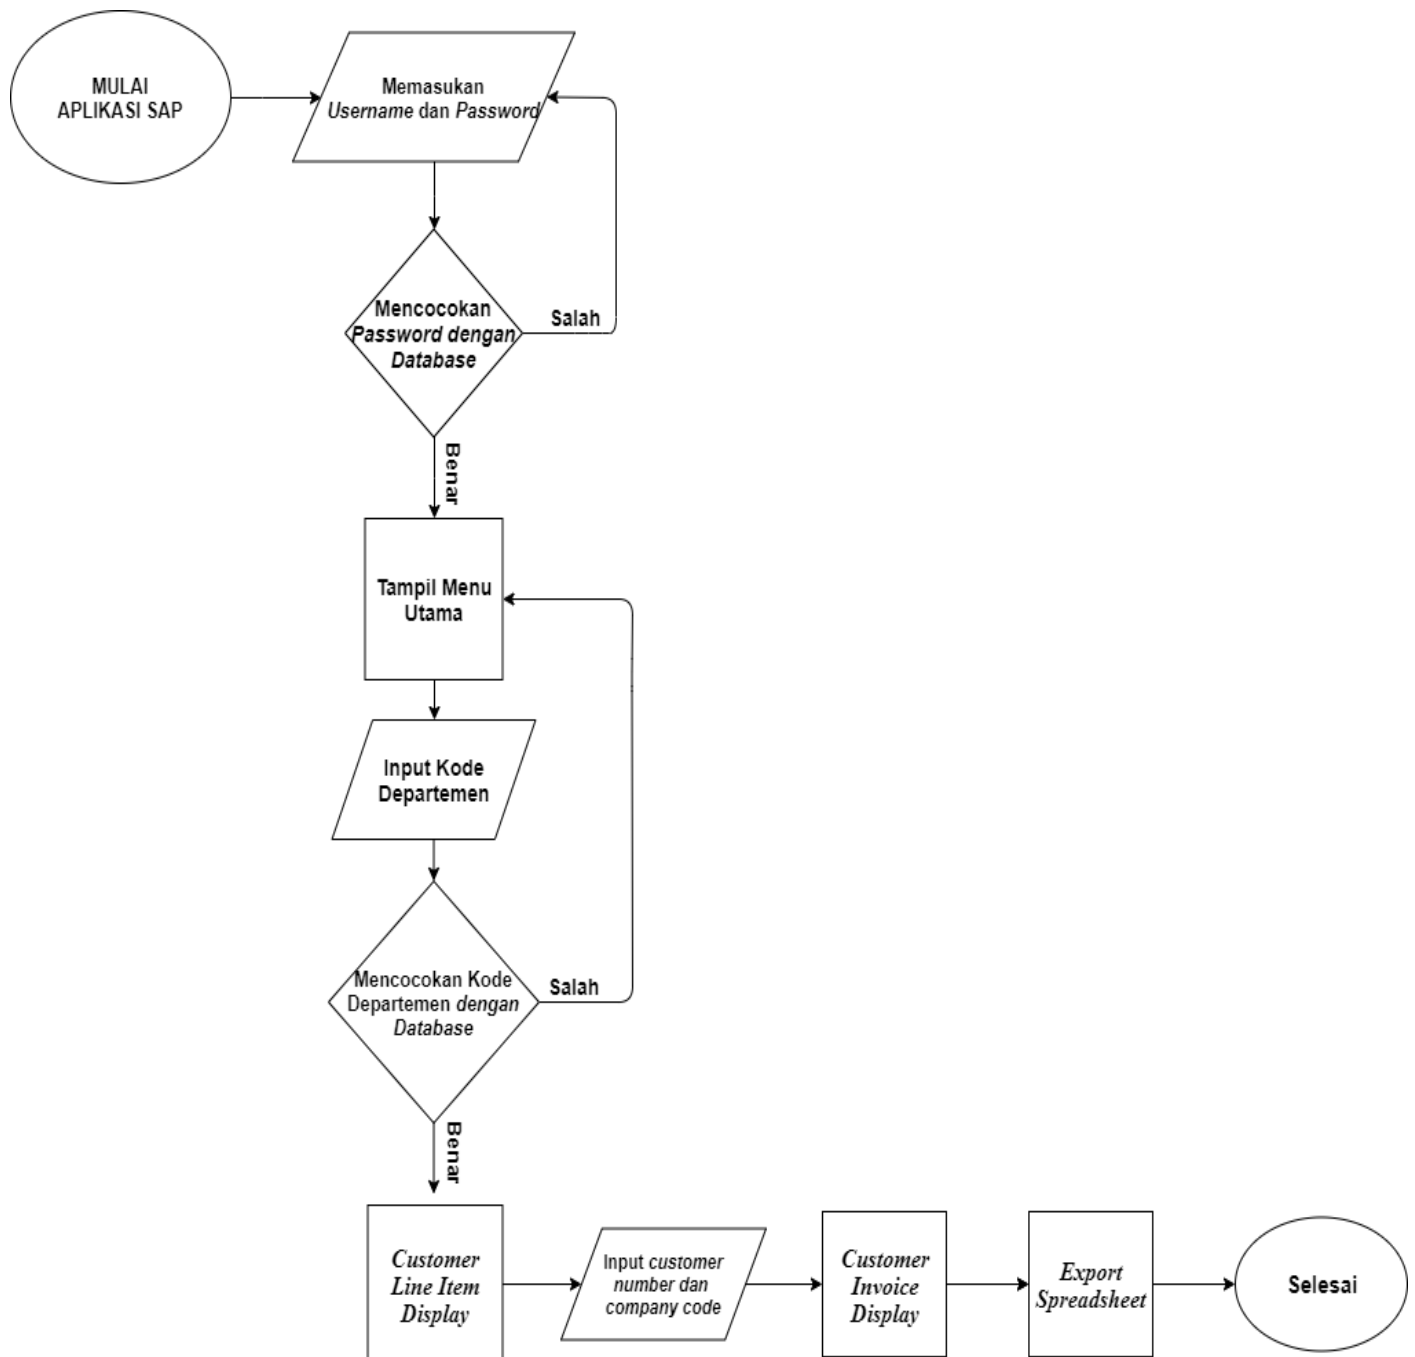 MULAI
APLIKASI SAP
Memasukan
Username dan Password
Mencocokan
Password dengan
Database
Salah
Benar
Tampil Menu
Utama
Input Kode
Departemen
Mencocokan Kode
Departemen dengan
Database
Salah
Benar
Customer
Line Item
Display
Input customer
number dan
company code
Customer
Invoice
Display
Export
Spreadsheet
Selesai